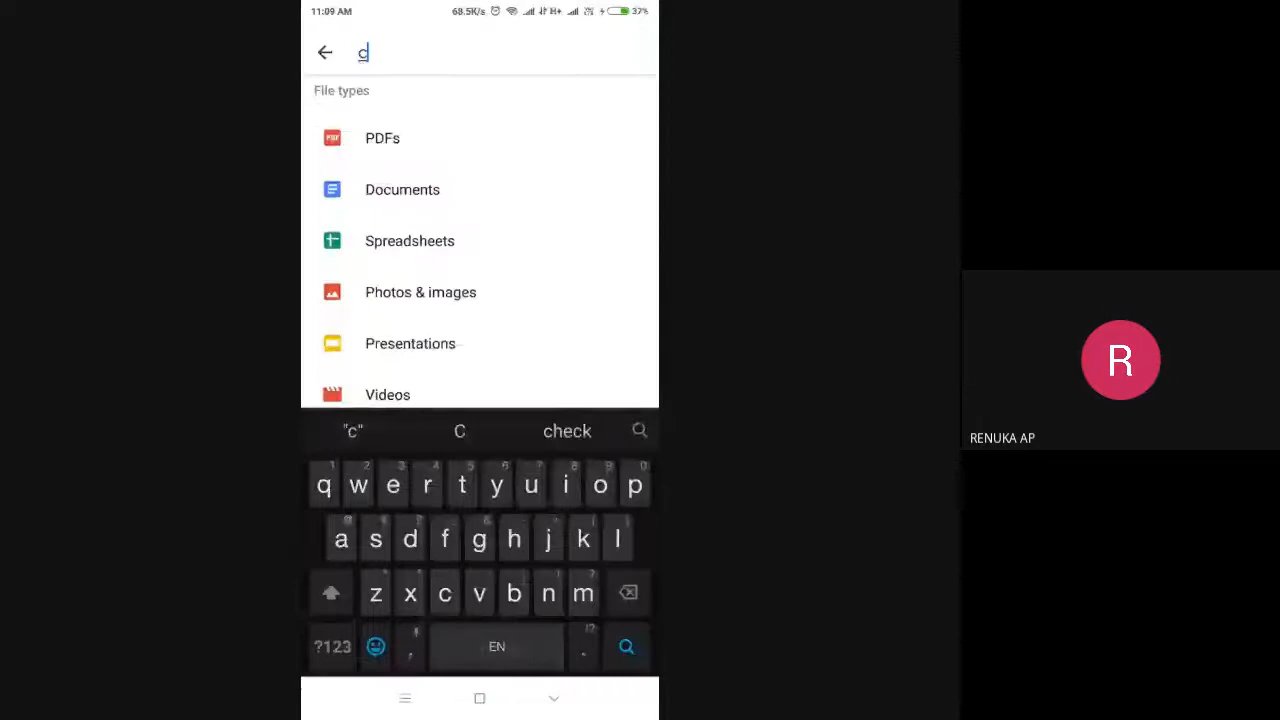 11:09 AM 68.5K/s H+ 37%
c
File types
PDFs
Documents
Spreadsheets
Photos & images
Presentations
Videos
"c" C check
q w e r t y u i o p
a s d f g h j k l
z x c v b n m
?123 , EN .
R
RENUKA AP